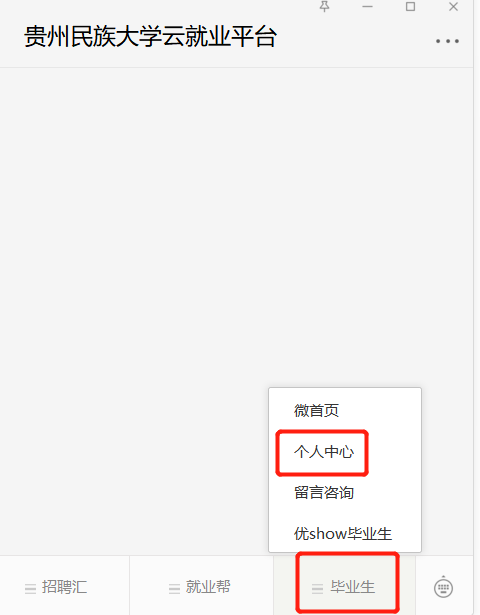 贵州民族大学云就业平台
微首页
个人中心
留言咨询
优show毕业生
招聘汇
就业帮
毕业生